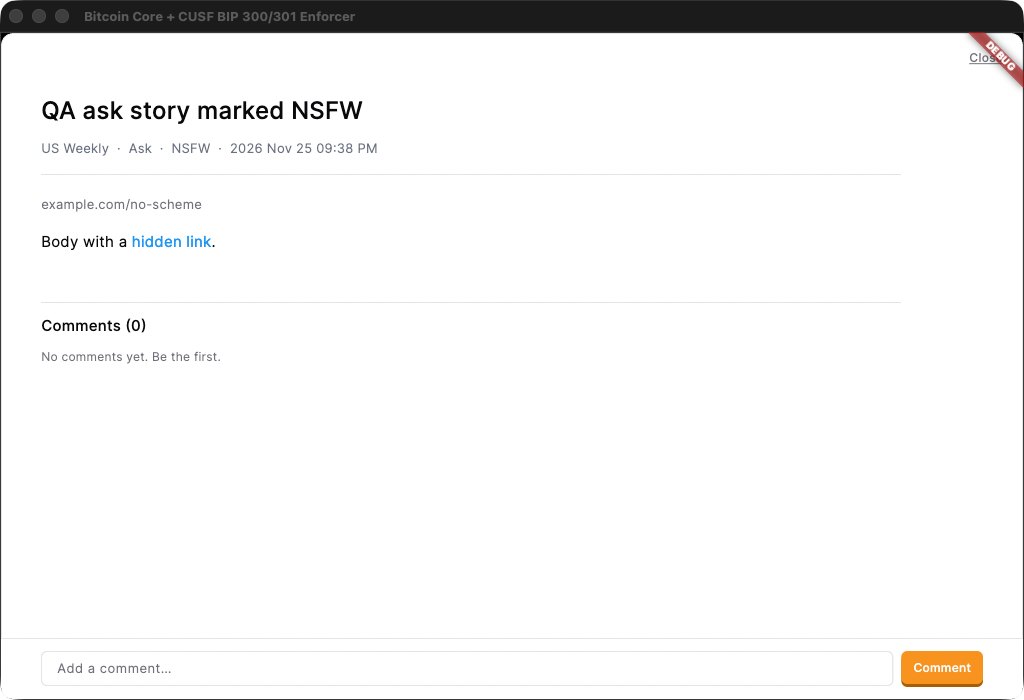 Bitcoin Core + CUSF BIP 300/301 Enforcer
DEBUG
QA ask story marked NSFW
US Weekly · Ask · NSFW · 2026 Nov 25 09:38 PM
example.com/no-scheme
Body with a hidden link.
Comments (0)
No comments yet. Be the first.
Add a comment...
Comment